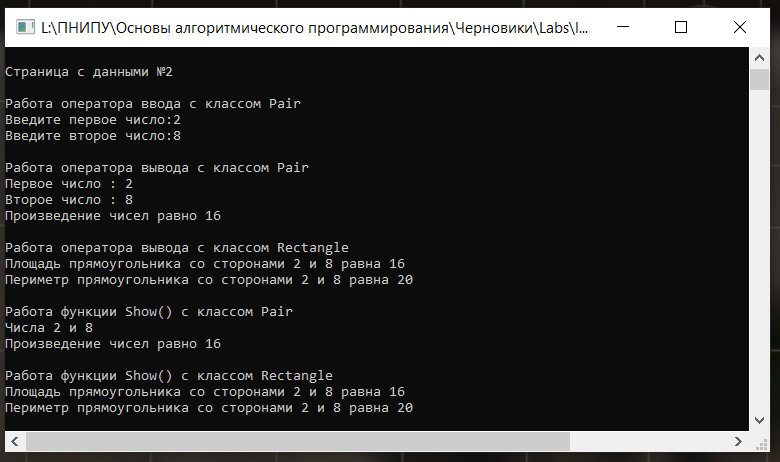 L:\ПНИПУ\Основы алгоритмического программирования\Черновики\Labs\l...
Страница с данными №2
Работа оператора ввода с классом Pair
Введите первое число:2
Введите второе число:8
Работа оператора вывода с классом Pair
Первое число : 2
Второе число : 8
Произведение чисел равно 16
Работа оператора вывода с классом Rectangle
Площадь прямоугольника со сторонами 2 и 8 равна 16
Периметр прямоугольника со сторонами 2 и 8 равна 20
Работа функции Show() с классом Pair
Числа 2 и 8
Произведение чисел равно 16
Работа функции Show() с классом Rectangle
Площадь прямоугольника со сторонами 2 и 8 равна 16
Периметр прямоугольника со сторонами 2 и 8 равна 20